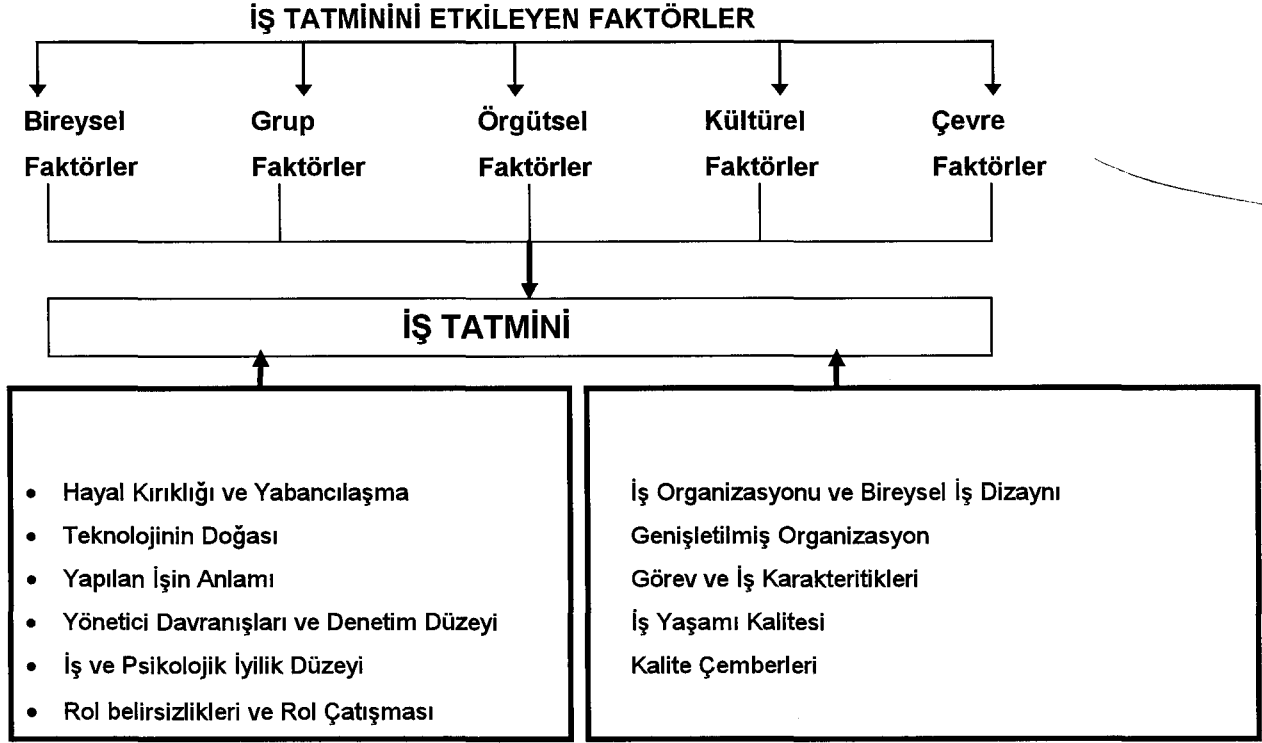 İŞ TATMİNİNİ ETKİLEYEN FAKTÖRLER
Bireysel Faktörler
Grup Faktörler
Örgütsel Faktörler
Kültürel Faktörler
Çevre Faktörler
İŞ TATMİNİ
• Hayal Kırıklığı ve Yabancılaşma
• Teknolojinin Doğası
• Yapılan İşin Anlamı
• Yönetici Davranışları ve Denetim Düzeyi
• İş ve Psikolojik İyilik Düzeyi
• Rol belirsizlikleri ve Rol Çatışması
İş Organizasyonu ve Bireysel İş Dizaynı
Genişletilmiş Organizasyon
Görev ve İş Karakteritikleri
İş Yaşamı Kalitesi
Kalite Çemberleri